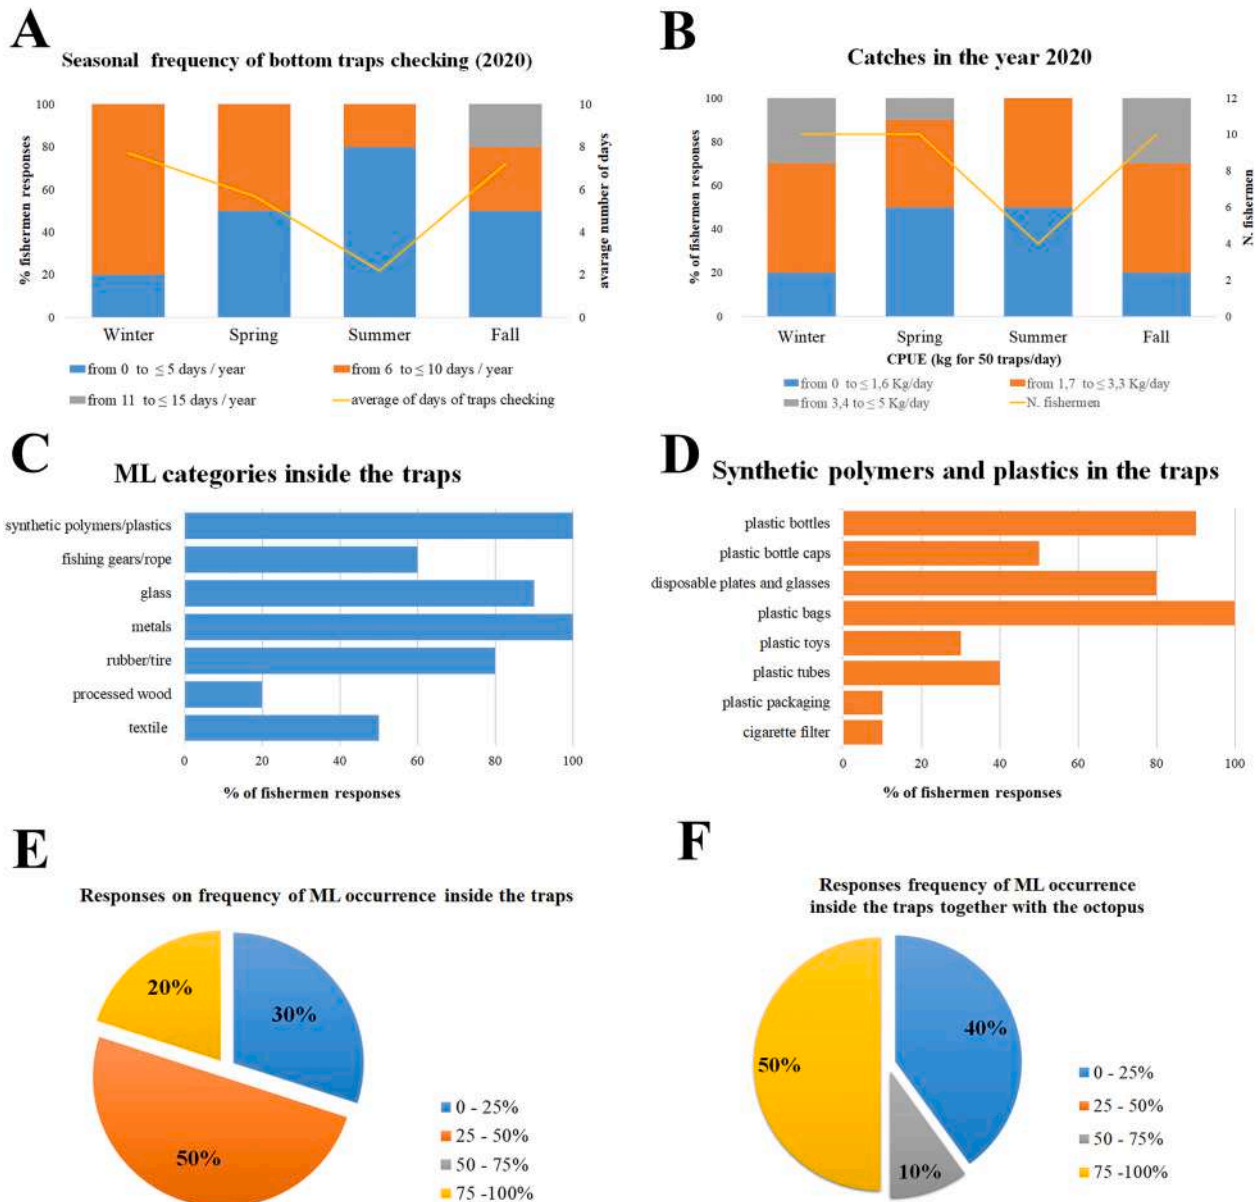 A
Seasonal frequency of bottom traps checking (2020)
% fishermen responses
100
80
60
40
20
0
10
8
6
4
2
0
avarage number of days
Winter Spring Summer Fall
from 0 to ≤ 5 days / year
from 6 to ≤ 10 days / year
from 11 to ≤ 15 days / year
average of days of traps checking
B
Catches in the year 2020
% of fishermen responses
100
80
60
40
20
0
12
10
8
6
4
2
0
N. fishermen
Winter Spring Summer Fall
CPUE (kg for 50 traps/day)
from 0 to ≤ 1,6 Kg/day
from 1,7 to ≤ 3,3 Kg/day
from 3,4 to ≤ 5 Kg/day
N. fishermen
C
ML categories inside the traps
synthetic polymers/plastics
fishing gears/rope
glass
metals
rubber/tire
processed wood
textile
0 20 40 60 80 100
% of fishermen responses
D
Synthetic polymers and plastics in the traps
plastic bottles
plastic bottle caps
disposable plates and glasses
plastic bags
plastic toys
plastic tubes
plastic packaging
cigarette filter
0 20 40 60 80 100
% of fishermen responses
E
Responses on frequency of ML occurrence inside the traps
20%
30%
50%
0 - 25%
25 - 50%
50 - 75%
75 -100%
F
Responses frequency of ML occurrence
inside the traps together with the octopus
40%
50%
10%
0 - 25%
25 - 50%
50 - 75%
75 -100%